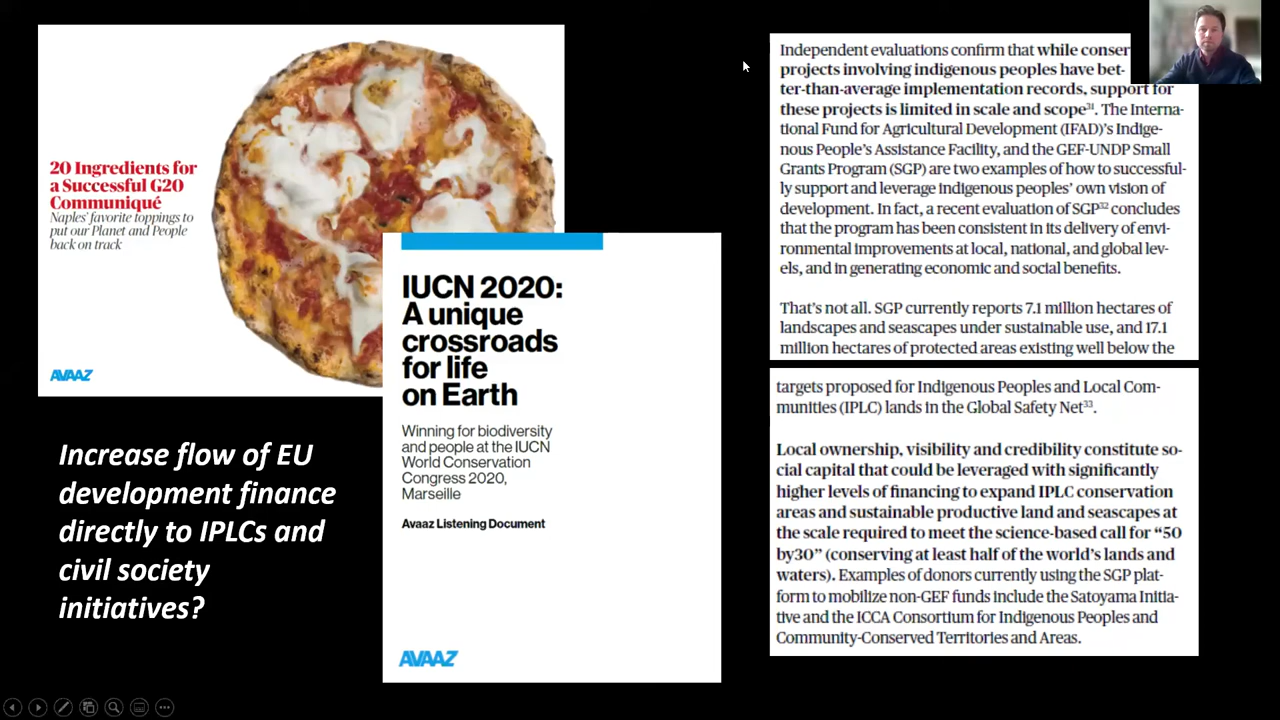 20 Ingredients for
a Successful G20
Communiqué
Naples' favorite toppings to
put our Planet and People
back on track
AVAAZ
Increase flow of EU
development finance
directly to IPLCs and
civil society
initiatives?
IUCN 2020:
A unique
crossroads
for life
on Earth
Winning for biodiversity
and people at the IUCN
World Conservation
Congress 2020,
Marseille
Avaaz Listening Document
AVAAZ
Independent evaluations confirm that while conser
projects involving indigenous peoples have bet-
ter-than-average implementation records, support for
these projects is limited in scale and scope³¹. The Interna-
tional Fund for Agricultural Development (IFAD)'s Indige-
nous People's Assistance Facility, and the GEF-UNDP Small
Grants Program (SGP) are two examples of how to successful-
ly support and leverage indigenous peoples' own vision of
development. In fact, a recent evaluation of SGP³² concludes
that the program has been consistent in its delivery of envi-
ronmental improvements at local, national, and global lev-
els, and in generating economic and social benefits.
That's not all. SGP currently reports 7.1 million hectares of
landscapes and seascapes under sustainable use, and 17.1
million hectares of protected areas existing well below the
targets proposed for Indigenous Peoples and Local Com-
munities (IPLC) lands in the Global Safety Net³³.
Local ownership, visibility and credibility constitute so-
cial capital that could be leveraged with significantly
higher levels of financing to expand IPLC conservation
areas and sustainable productive land and seascapes at
the scale required to meet the science-based call for “50
by30” (conserving at least half of the world's lands and
waters). Examples of donors currently using the SGP plat-
form to mobilize non-GEF funds include the Satoyama Initia-
tive and the ICCA Consortium for Indigenous Peoples and
Community-Conserved Territories and Areas.